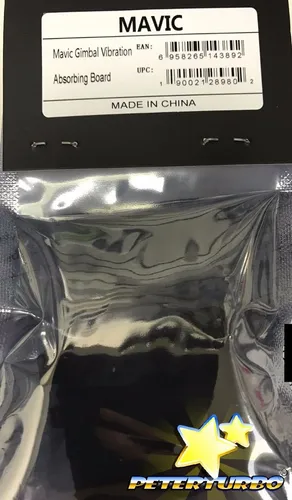 MAVIC
Mavic Gimbal Vibration
Absorbing Board
EAN:
6 958265 143892
UPC:
1 90021 28980 2
MADE IN CHINA
PETERTURBO